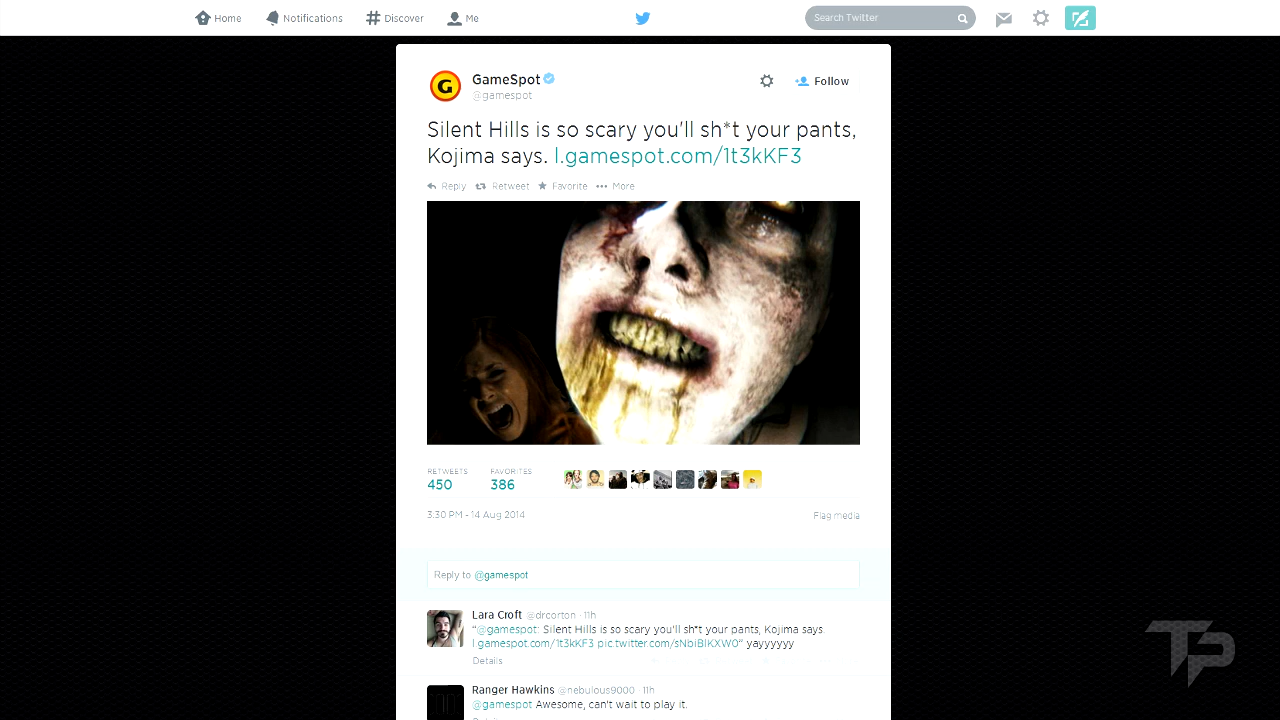 Home Notifications Discover Me Search Twitter
G
GameSpot
@gamespot
Follow
Silent Hills is so scary you'll sh*t your pants,
Kojima says. l.gamespot.com/1t3kKF3
Reply Retweet Favorite More
RETWEETS FAVORITES
450 386
3:30 PM - 14 Aug 2014 Flag media
Reply to @gamespot
Lara Croft @drcorton · 11h
"@gamespot: Silent Hills is so scary you'll sh*t your pants, Kojima says.
l.gamespot.com/1t3kKF3 pic.twitter.com/sNbiBlKXW0" yayyyyyy
Details
Ranger Hawkins @nebulous9000 · 11h
@gamespot Awesome, can't wait to play it.
TP